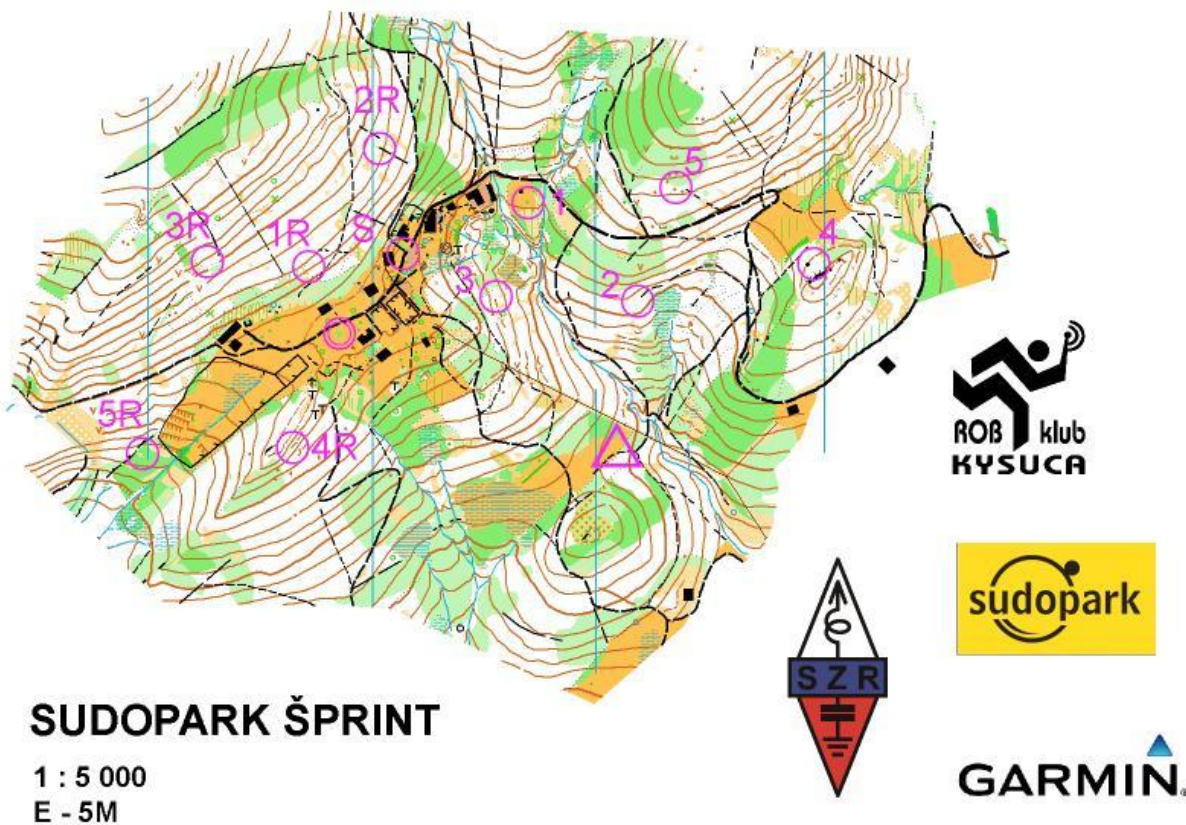 2R
5
3R
1R
S
1
4
3
2
5R
4R
ROB klub
KYSUCA
sudopark
SZR
SUDOPARK ŠPRINT
1 : 5 000
E - 5M
GARMIN